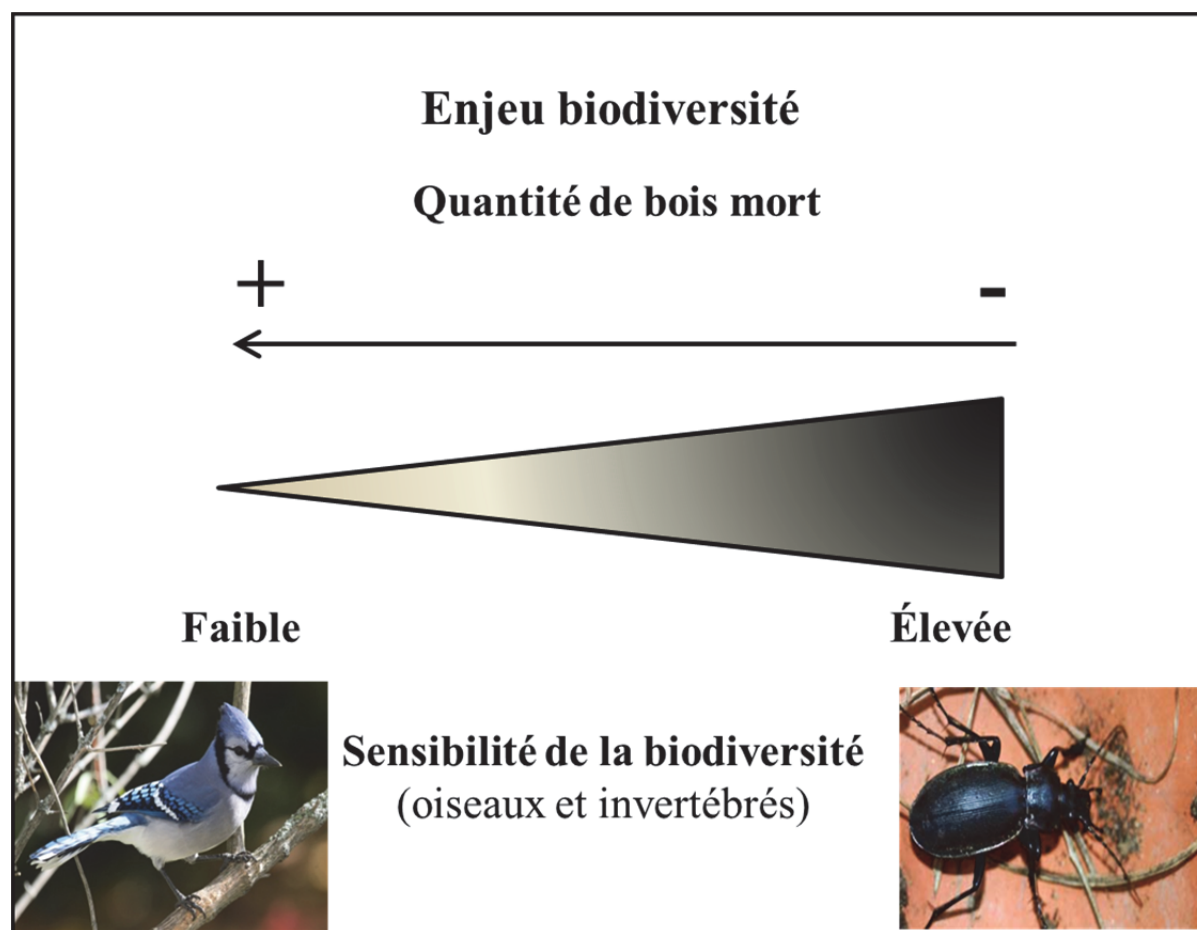 Enjeu biodiversité
Quantité de bois mort
+ -
Faible Élevée
Sensibilité de la biodiversité
(oiseaux et invertébrés)